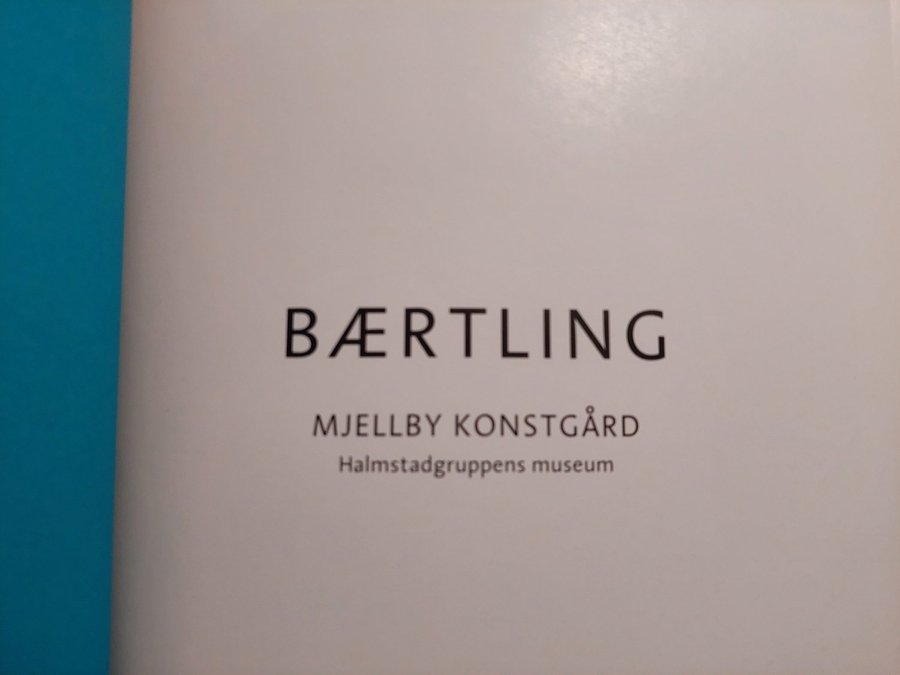 BÆRTLING
MJELLBY KONSTGÅRD
Halmstadgruppens museum